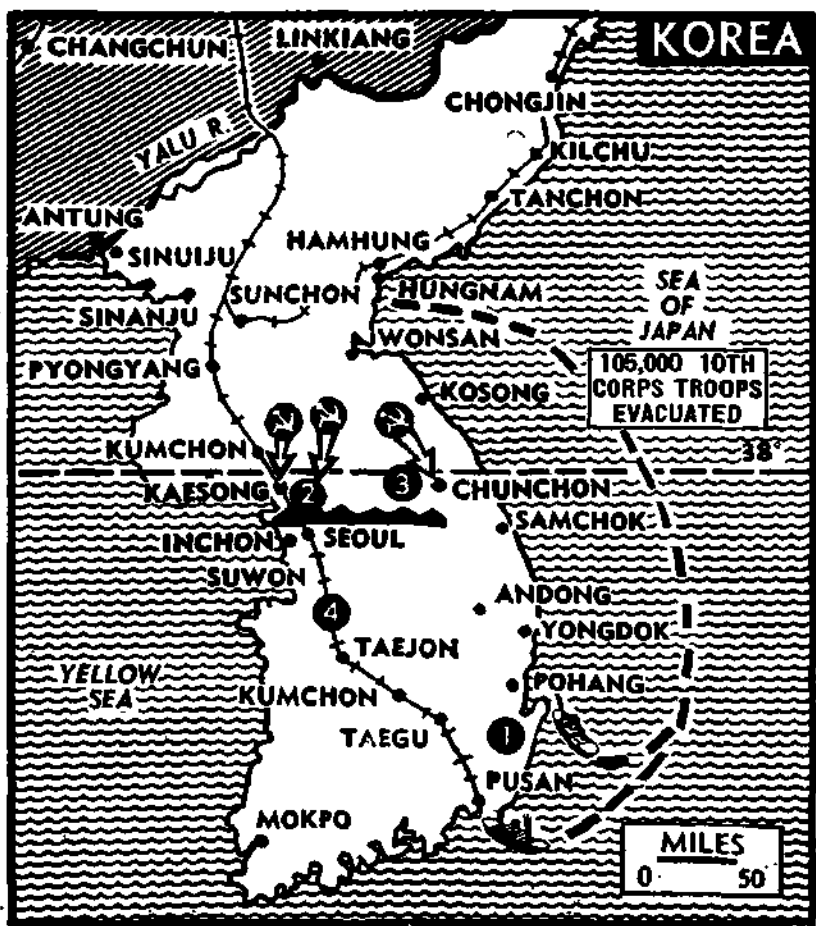 KOREA
CHANGCHUN
LINKIANG
CHONGJIN
YALU R.
KILCHU
TANCHON
ANTUNG
SINUIJU
HAMHUNG
SUNCHON
HUNGNAM
SEA
OF
JAPAN
SINANJU
WONSAN
PYONGYANG
105,000 10TH
CORPS TROOPS
EVACUATED
KOSONG
KUMCHON
38°
KAESONG
2
3
CHUNCHON
SAMCHOK
INCHON
SEOUL
SUWON
4
ANDONG
YONGDOK
TAEJON
YELLOW
SEA
KUMCHON
POHANG
TAEGU
1
PUSAN
MOKPO
MILES
0 50